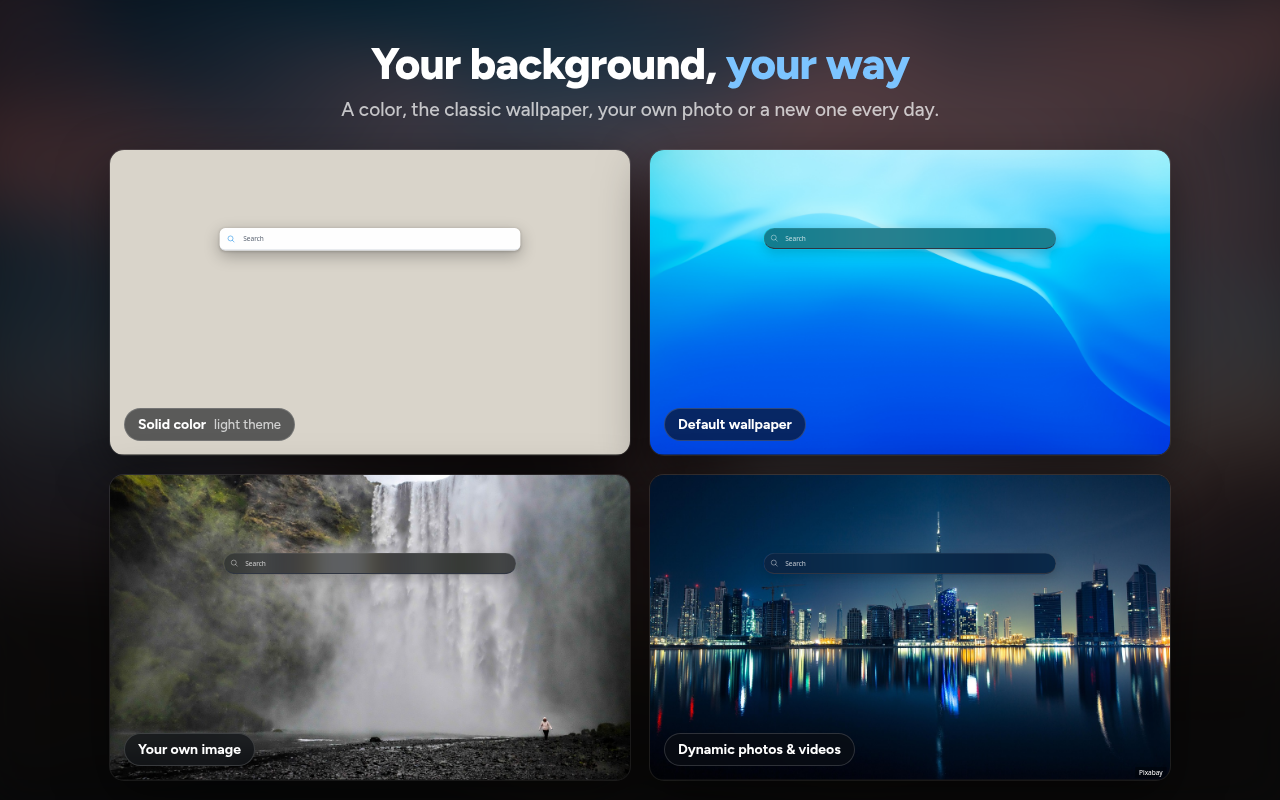 Your background, your way
A color, the classic wallpaper, your own photo or a new one every day.
Search
Search
Solid color light theme
Default wallpaper
Search
Search
Your own image
Dynamic photos & videos
Pixabay